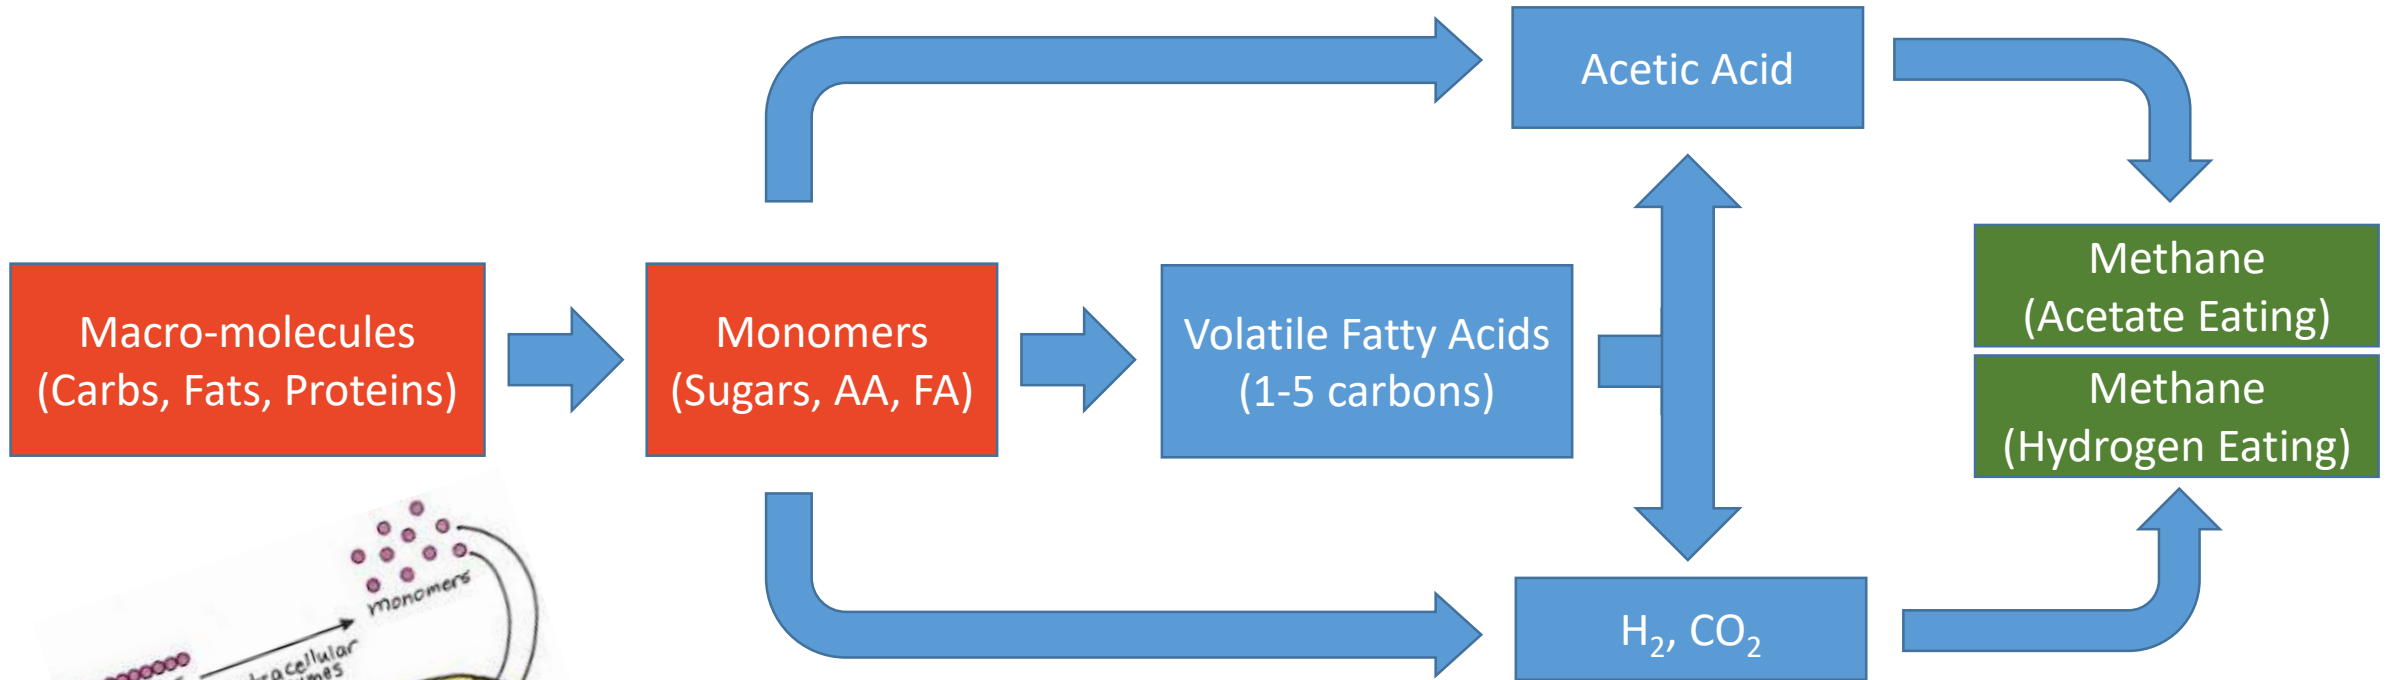 Acetic Acid
Macro-molecules
(Carbs, Fats, Proteins)
Monomers
(Sugars, AA, FA)
Volatile Fatty Acids
(1-5 carbons)
Methane
(Acetate Eating)
Methane
(Hydrogen Eating)
H₂, CO₂
monomers